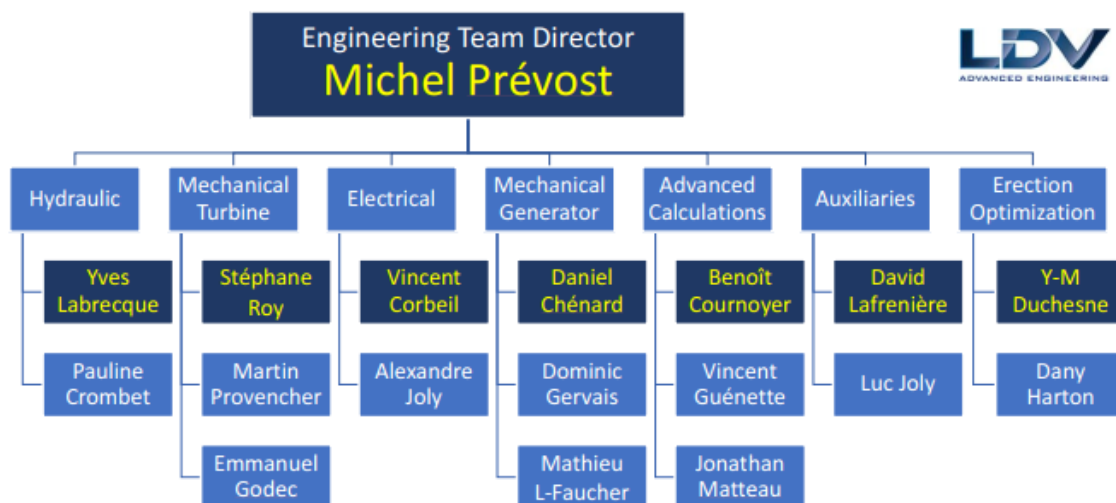 Engineering Team Director
Michel Prévost
LDV
ADVANCED ENGINEERING
Hydraulic
Mechanical
Turbine
Electrical
Mechanical
Generator
Advanced
Calculations
Auxiliaries
Erection
Optimization
Yves
Labrecque
Stéphane
Roy
Vincent
Corbeil
Daniel
Chénard
Benoît
Cournoyer
David
Lafrenière
Y-M
Duchesne
Pauline
Crombet
Martin
Provencher
Alexandre
Joly
Dominic
Gervais
Vincent
Guénette
Luc Joly
Dany
Harton
Emmanuel
Godec
Mathieu
L-Faucher
Jonathan
Matteau